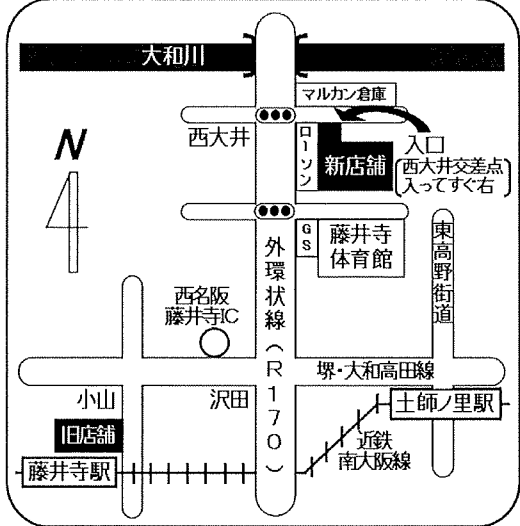 大和川
マルカン倉庫
西大井
ローソン
新店舗
入口
(西大井交差点
入ってすぐ右)
N
GS
藤井寺
体育館
東高野街道
外環状線(R170)
西名阪
藤井寺IC
堺・大和高田線
小山
沢田
土師ノ里駅
旧店舗
近鉄
南大阪線
藤井寺駅